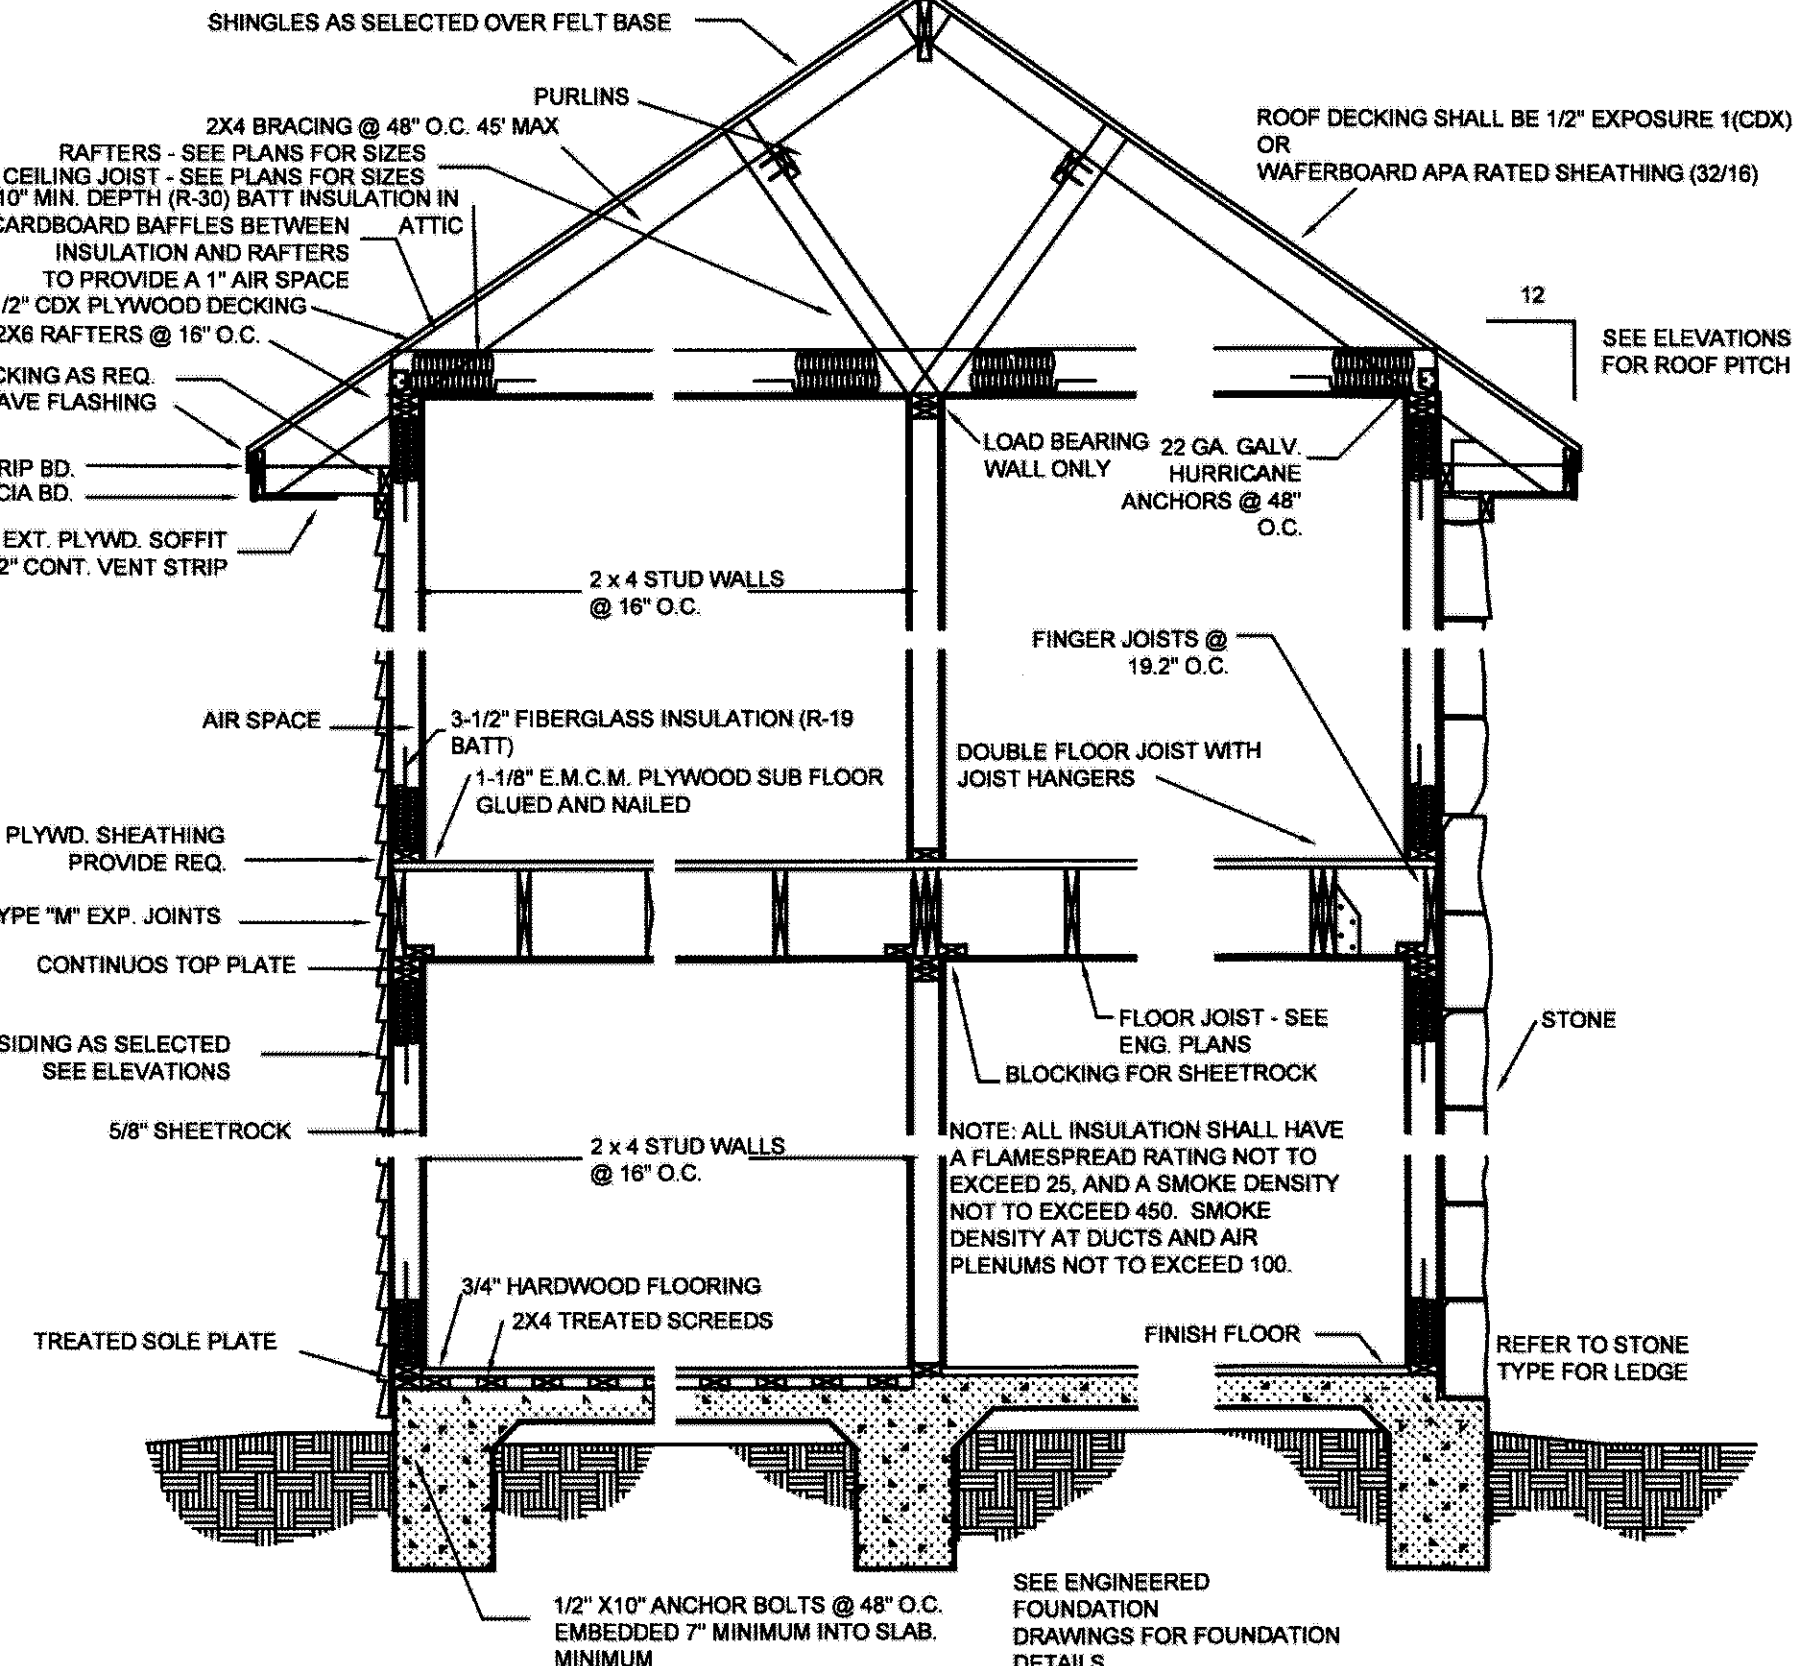 SHINGLES AS SELECTED OVER FELT BASE
PURLINS
2X4 BRACING @ 48" O.C. 45' MAX
RAFTERS - SEE PLANS FOR SIZES
CEILING JOIST - SEE PLANS FOR SIZES
10" MIN. DEPTH (R-30) BATT INSULATION IN
ATTIC
CARDBOARD BAFFLES BETWEEN
INSULATION AND RAFTERS
TO PROVIDE A 1" AIR SPACE
/2" CDX PLYWOOD DECKING
2X6 RAFTERS @ 16" O.C.
CKING AS REQ.
AVE FLASHING
RIP BD.
CIA BD.
EXT. PLYWD. SOFFIT
2" CONT. VENT STRIP
ROOF DECKING SHALL BE 1/2" EXPOSURE 1(CDX)
OR
WAFERBOARD APA RATED SHEATHING (32/16)
12
SEE ELEVATIONS
FOR ROOF PITCH
LOAD BEARING
WALL ONLY
22 GA. GALV.
HURRICANE
ANCHORS @ 48"
O.C.
2 x 4 STUD WALLS
@ 16" O.C.
FINGER JOISTS @
19.2" O.C.
AIR SPACE
3-1/2" FIBERGLASS INSULATION (R-19
BATT)
1-1/8" E.M.C.M. PLYWOOD SUB FLOOR
GLUED AND NAILED
DOUBLE FLOOR JOIST WITH
JOIST HANGERS
PLYWD. SHEATHING
PROVIDE REQ.
YPE "M" EXP. JOINTS
CONTINUOS TOP PLATE
SIDING AS SELECTED
SEE ELEVATIONS
5/8" SHEETROCK
FLOOR JOIST - SEE
ENG. PLANS
BLOCKING FOR SHEETROCK
STONE
2 x 4 STUD WALLS
@ 16" O.C.
NOTE: ALL INSULATION SHALL HAVE
A FLAMESPREAD RATING NOT TO
EXCEED 25, AND A SMOKE DENSITY
NOT TO EXCEED 450. SMOKE
DENSITY AT DUCTS AND AIR
PLENUMS NOT TO EXCEED 100.
3/4" HARDWOOD FLOORING
2X4 TREATED SCREEDS
TREATED SOLE PLATE
FINISH FLOOR
REFER TO STONE
TYPE FOR LEDGE
1/2" X10" ANCHOR BOLTS @ 48" O.C.
EMBEDDED 7" MINIMUM INTO SLAB.
MINIMUM
SEE ENGINEERED
FOUNDATION
DRAWINGS FOR FOUNDATION
DETAILS